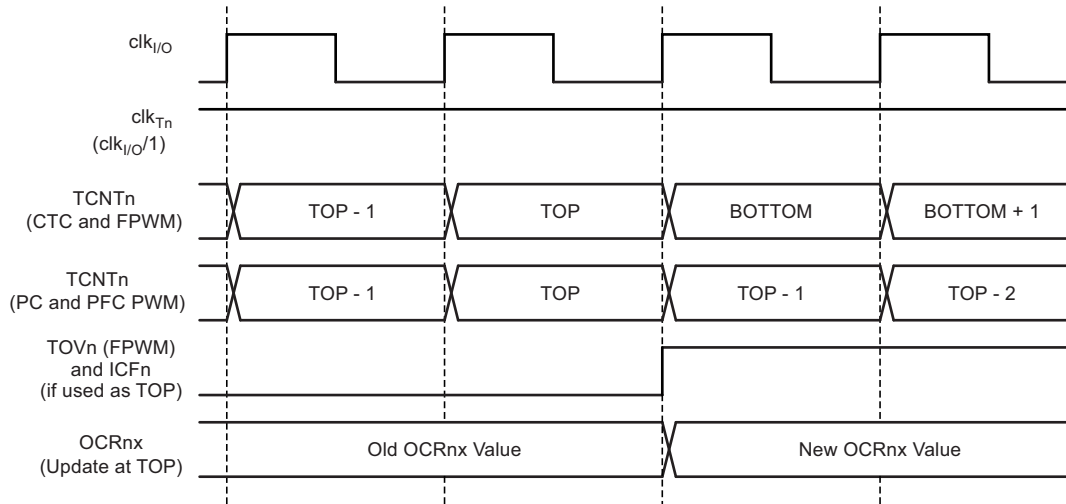 clkI/O
clkTn
(clkI/O/1)
TCNTn
(CTC and FPWM)
TOP - 1
TOP
BOTTOM
BOTTOM + 1
TCNTn
(PC and PFC PWM)
TOP - 1
TOP
TOP - 1
TOP - 2
TOVn (FPWM)
and ICFn
(if used as TOP)
OCRnx
(Update at TOP)
Old OCRnx Value
New OCRnx Value